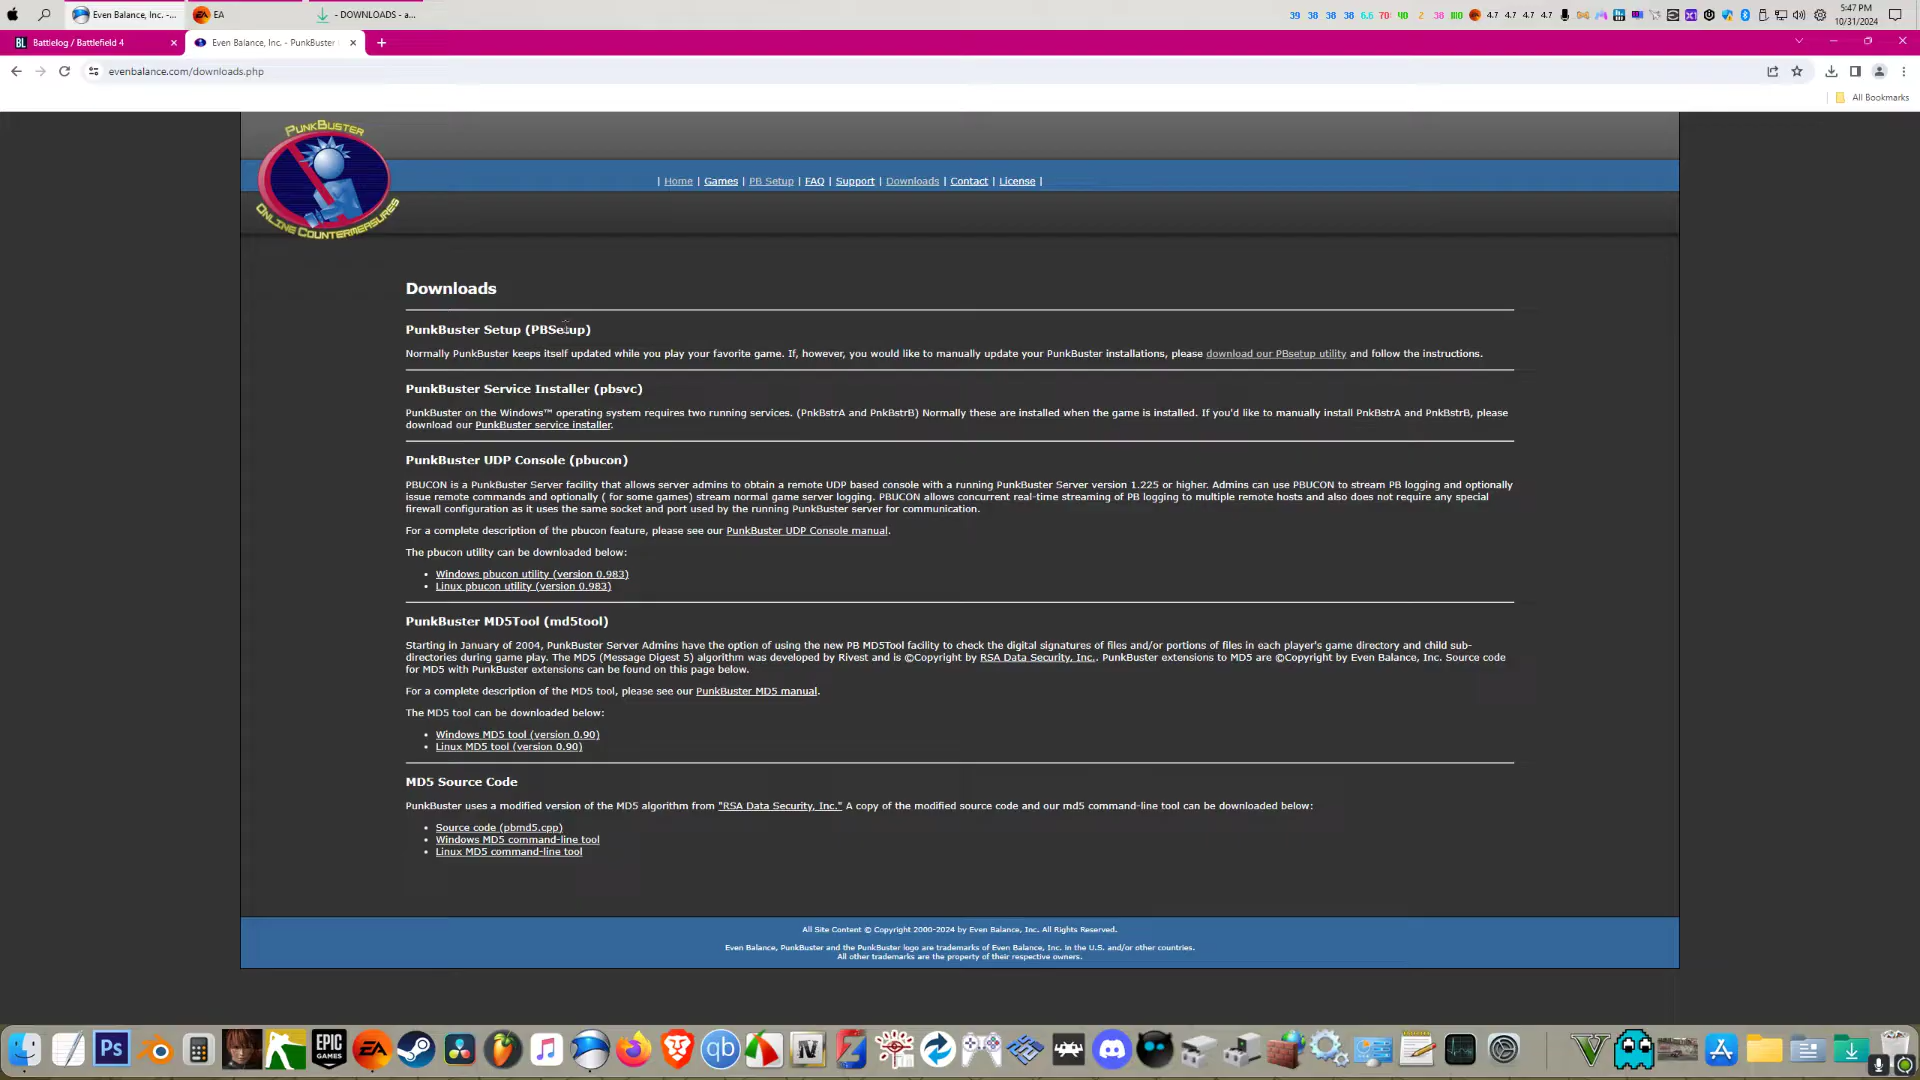 Even Balance, Inc. -...
EA
- DOWNLOADS - a...
39 38 38 38 6.6 70: 40 2 38 4.7 4.7 4.7 4.7
5:47 PM
10/31/2024
Battlelog / Battlefield 4
Even Balance, Inc. - PunkBuster
evenbalance.com/downloads.php
All Bookmarks
PUNKBUSTER
ONLINE COUNTERMEASURES
| Home | Games | PB Setup | FAQ | Support | Downloads | Contact | License |
Downloads
PunkBuster Setup (PBSetup)
Normally PunkBuster keeps itself updated while you play your favorite game. If, however, you would like to manually update your PunkBuster installations, please download our PBsetup utility and follow the instructions.
PunkBuster Service Installer (pbsvc)
PunkBuster on the Windows™ operating system requires two running services. (PnkBstrA and PnkBstrB) Normally these are installed when the game is installed. If you'd like to manually install PnkBstrA and PnkBstrB, please
download our PunkBuster service installer.
PunkBuster UDP Console (pbucon)
PBUCON is a PunkBuster Server facility that allows server admins to obtain a remote UDP based console with a running PunkBuster Server version 1.225 or higher. Admins can use PBUCON to stream PB logging and optionally
issue remote commands and optionally ( for some games) stream normal game server logging. PBUCON allows concurrent real-time streaming of PB logging to multiple remote hosts and also does not require any special
firewall configuration as it uses the same socket and port used by the running PunkBuster server for communication.
For a complete description of the pbucon feature, please see our PunkBuster UDP Console manual.
The pbucon utility can be downloaded below:
• Windows pbucon utility (version 0.983)
• Linux pbucon utility (version 0.983)
PunkBuster MD5Tool (md5tool)
Starting in January of 2004, PunkBuster Server Admins have the option of using the new PB MD5Tool facility to check the digital signatures of files and/or portions of files in each player's game directory and child sub-
directories during game play. The MD5 (Message Digest 5) algorithm was developed by Rivest and is ©Copyright by RSA Data Security, Inc.. PunkBuster extensions to MD5 are ©Copyright by Even Balance, Inc. Source code
for MD5 with PunkBuster extensions can be found on this page below.
For a complete description of the MD5 tool, please see our PunkBuster MD5 manual.
The MD5 tool can be downloaded below:
• Windows MD5 tool (version 0.90)
• Linux MD5 tool (version 0.90)
MD5 Source Code
PunkBuster uses a modified version of the MD5 algorithm from "RSA Data Security, Inc." A copy of the modified source code and our md5 command-line tool can be downloaded below:
• Source code (pbmd5.cpp)
• Windows MD5 command-line tool
• Linux MD5 command-line tool
All Site Content © Copyright 2000-2024 by Even Balance, Inc. All Rights Reserved.
Even Balance, PunkBuster and the PunkBuster logo are trademarks of Even Balance, Inc. in the U.S. and/or other countries.
All other trademarks are the property of their respective owners.
Ps
EPIC GAMES
EA
qb